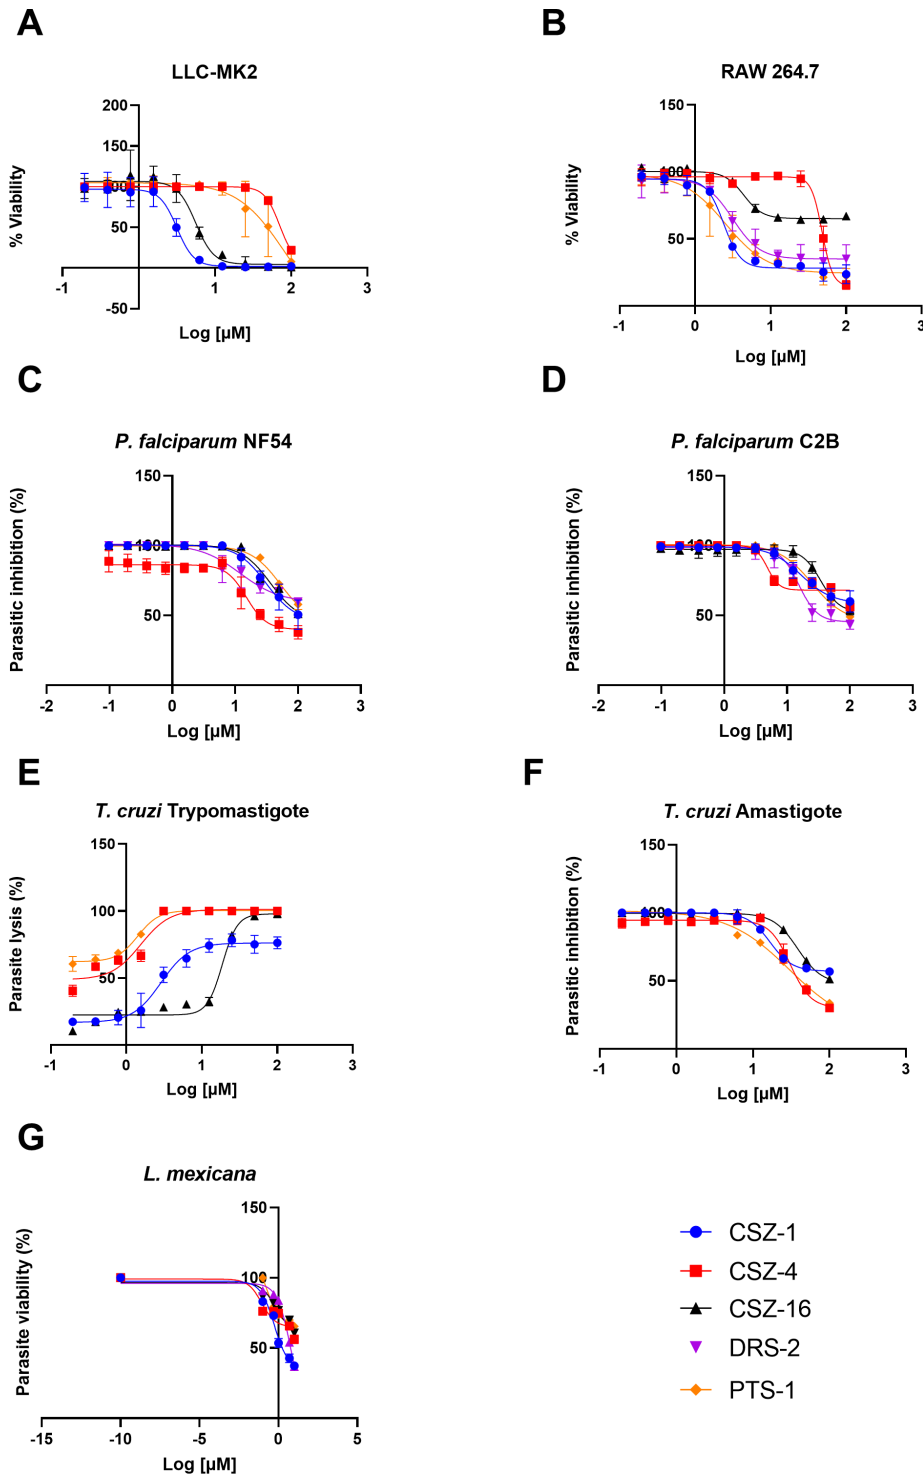 A
LLC-MK2
% Viability
200
150
100
50
-50
-1
0
1
2
3
Log [µM]
B
RAW 264.7
% Viability
150
100
50
-1
0
1
2
3
Log [µM]
C
P. falciparum NF54
Parasitic inhibition (%)
150
100
50
-2
-1
0
1
2
3
Log [µM]
D
P. falciparum C2B
Parasitic inhibition (%)
150
100
50
-2
-1
0
1
2
3
Log [µM]
E
T. cruzi Trypomastigote
Parasite lysis (%)
150
100
50
-1
0
1
2
3
Log [µM]
F
T. cruzi Amastigote
Parasitic inhibition (%)
150
100
50
-1
0
1
2
3
Log [µM]
G
L. mexicana
Parasite viability (%)
150
100
50
-15
-10
-5
0
5
Log [µM]
CSZ-1
CSZ-4
CSZ-16
DRS-2
PTS-1